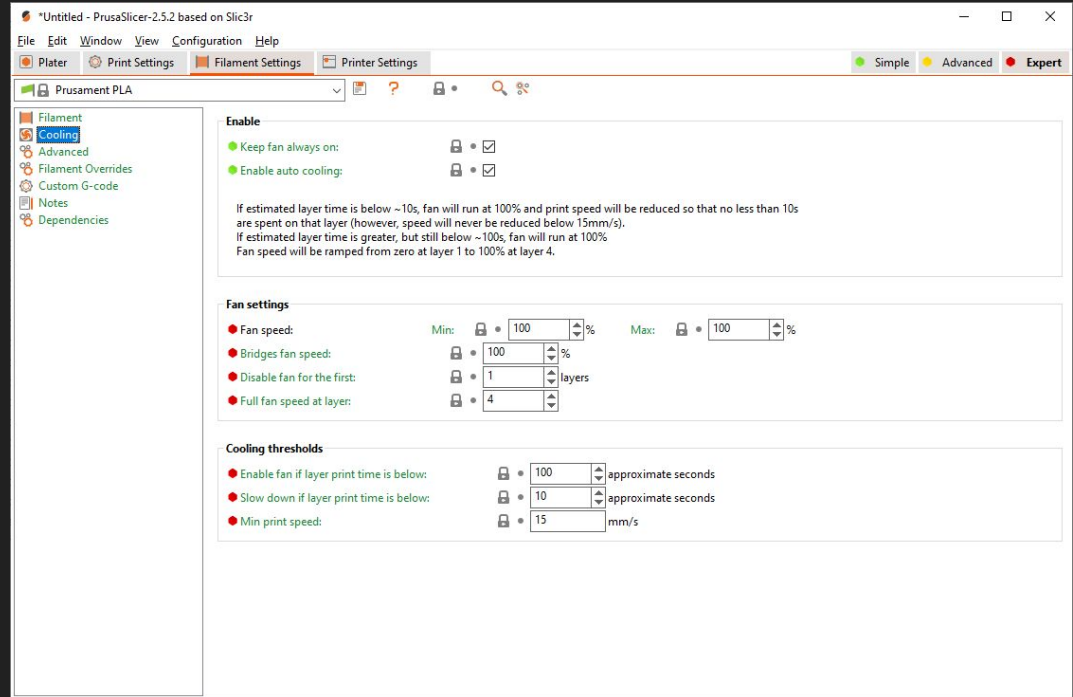 *Untitled - PrusaSlicer-2.5.2 based on Slic3r
File Edit Window View Configuration Help
Plater Print Settings Filament Settings Printer Settings Simple Advanced Expert
Prusament PLA
Filament
Cooling
Advanced
Filament Overrides
Custom G-code
Notes
Dependencies
Enable
Keep fan always on:
Enable auto cooling:
If estimated layer time is below ~10s, fan will run at 100% and print speed will be reduced so that no less than 10s
are spent on that layer (however, speed will never be reduced below 15mm/s).
If estimated layer time is greater, but still below ~100s, fan will run at 100%
Fan speed will be ramped from zero at layer 1 to 100% at layer 4.
Fan settings
Fan speed: Min: 100 % Max: 100 %
Bridges fan speed: 100 %
Disable fan for the first: 1 layers
Full fan speed at layer: 4
Cooling thresholds
Enable fan if layer print time is below: 100 approximate seconds
Slow down if layer print time is below: 10 approximate seconds
Min print speed: 15 mm/s